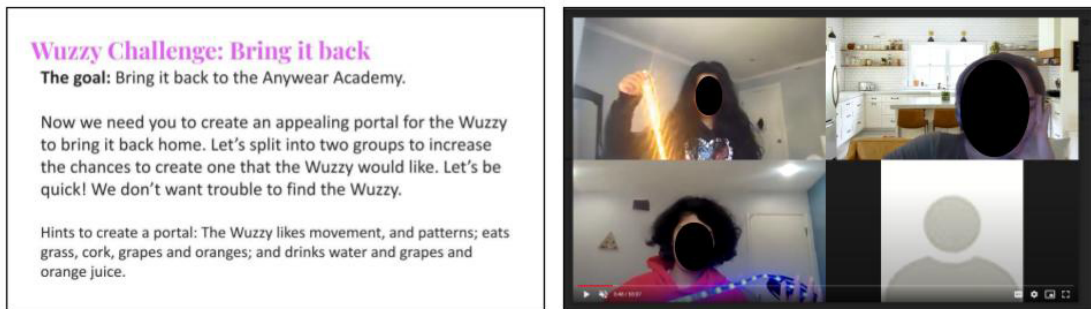 Wuzzy Challenge: Bring it back
The goal: Bring it back to the Anywear Academy.
Now we need you to create an appealing portal for the Wuzzy
to bring it back home. Let’s split into two groups to increase
the chances to create one that the Wuzzy would like. Let’s be
quick! We don’t want trouble to find the Wuzzy.
Hints to create a portal: The Wuzzy likes movement, and patterns; eats
grass, cork, grapes and oranges; and drinks water and grapes and
orange juice.